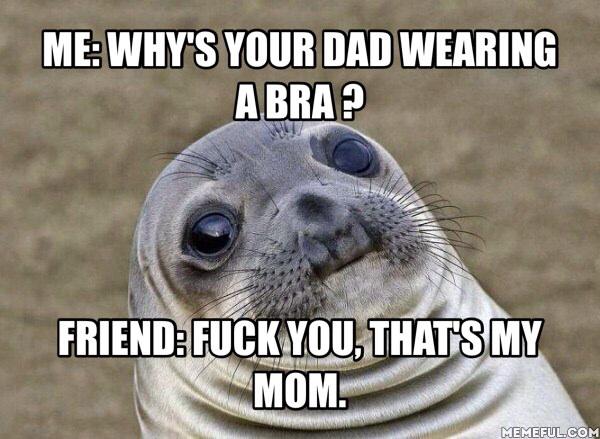 ME: WHY'S YOUR DAD WEARING
A BRA ?
FRIEND: FUCK YOU, THAT'S MY
MOM.
MEMEFUL.COM